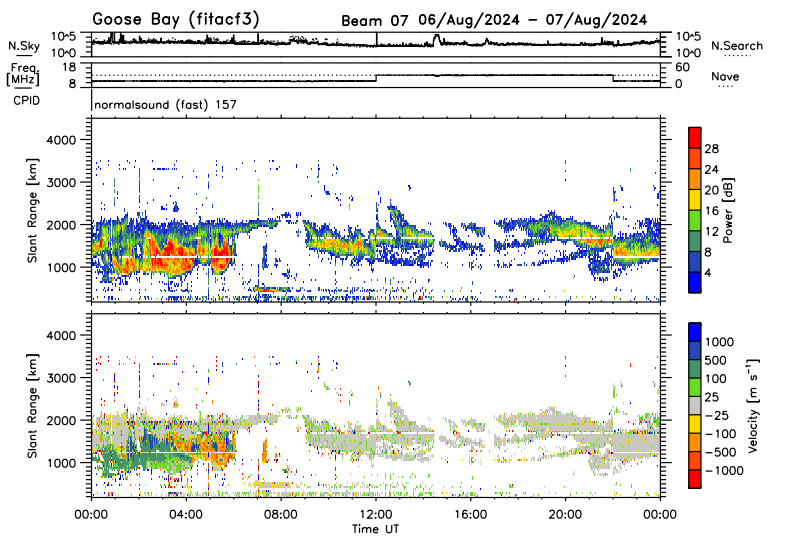 Goose Bay (fitacf3) Beam 07 06/Aug/2024 − 07/Aug/2024
N.Sky 10^5 10^5 N.Search
10^0 10^0
Freq. 18 60
[MHz] 8 0 Nave
CPID normalsound (fast) 157
4000
3000
2000
1000
Slant Range [km]
28
24
20
16
12
8
4
Power [dB]
4000
3000
2000
1000
Slant Range [km]
1000
500
100
25
−25
−100
−500
−1000
Velocity [m s⁻¹]
00:00 04:00 08:00 12:00 16:00 20:00 00:00
Time UT